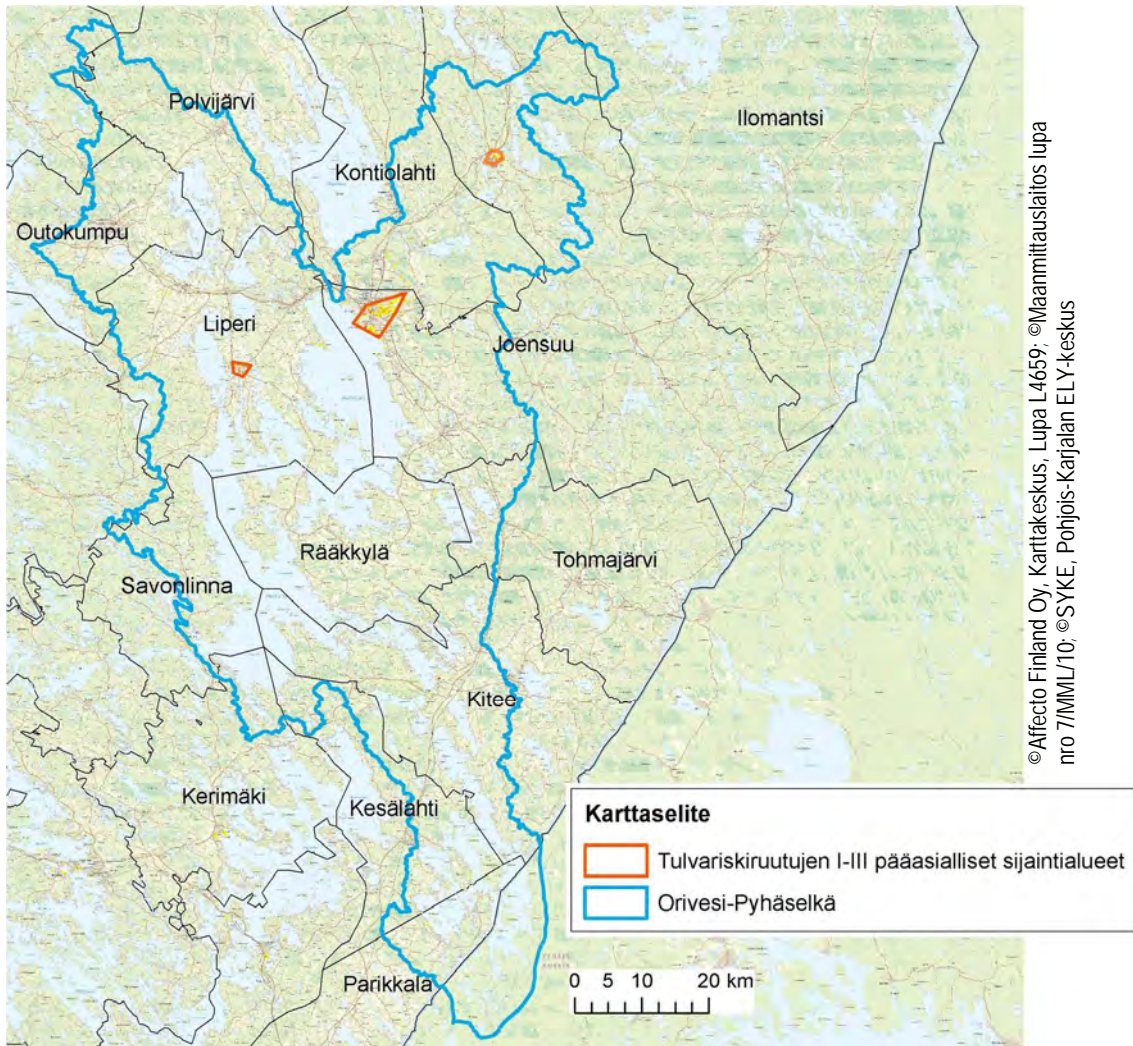 Polvijärvi
Ilomantsi
Kontiolahti
Outokumpu
Liperi
Joensuu
Rääkkylä
Tohmajärvi
Savonlinna
Kitee
Kerimäki
Kesälahti
Parikkala
Karttaselite
Tulvariskiruutujen I-III pääasialliset sijaintialueet
Orivesi-Pyhäselkä
0 5 10 20 km
©Affecto Finland Oy, Karttakeskus, Lupa L4659; ©Maanmittauslaitos lupa
nro 7/MML/10; ©SYKE, Pohjois-Karjalan ELY-keskus